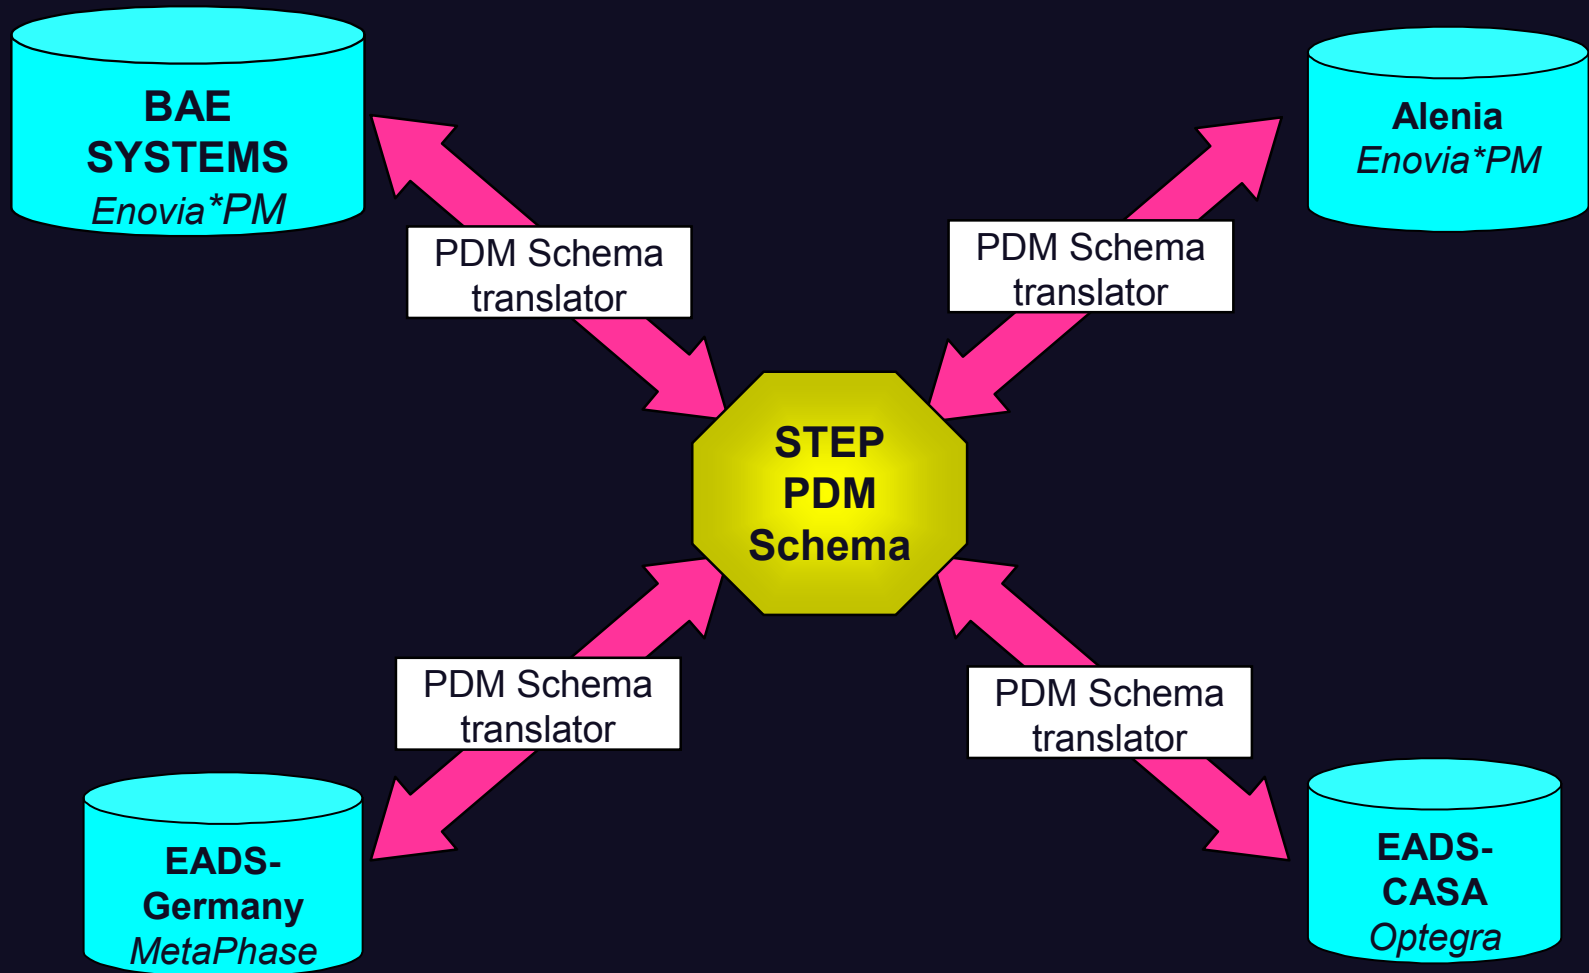 BAE
SYSTEMS
Enovia*PM
Alenia
Enovia*PM
PDM Schema
translator
PDM Schema
translator
STEP
PDM
Schema
PDM Schema
translator
PDM Schema
translator
EADS-
Germany
MetaPhase
EADS-
CASA
Optegra